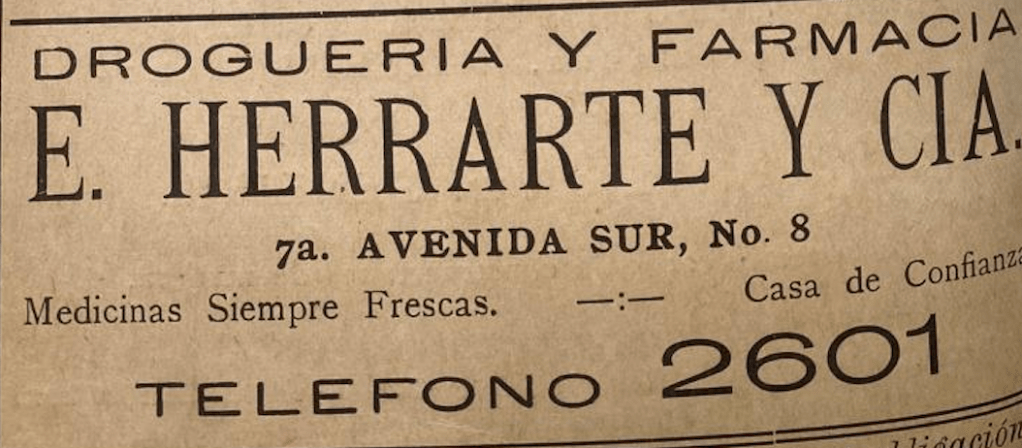 DROGUERIA Y FARMACIA
E. HERRARTE Y CIA.
7a. AVENIDA SUR, No. 8
Medicinas Siempre Frescas. —:— Casa de Confianza
TELEFONO 2601